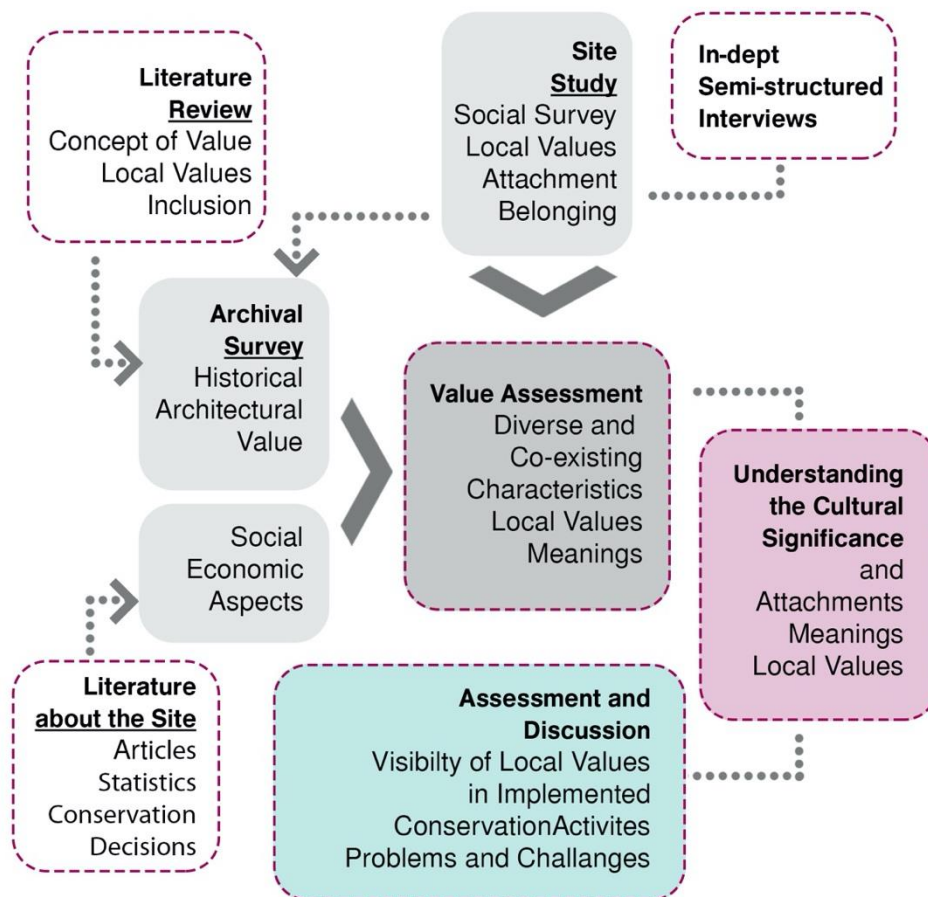 Literature
Review
Concept of Value
Local Values
Inclusion
Site
Study
Social Survey
Local Values
Attachment
Belonging
In-dept
Semi-structured
Interviews
Archival
Survey
Historical
Architectural
Value
Social
Economic
Aspects
Value Assessment
Diverse and
Co-existing
Characteristics
Local Values
Meanings
Understanding
the Cultural
Significance
and
Attachments
Meanings
Local Values
Literature
about the Site
Articles
Statistics
Conservation
Decisions
Assessment and
Discussion
Visibilty of Local Values
in Implemented
ConservationActivites
Problems and Challanges